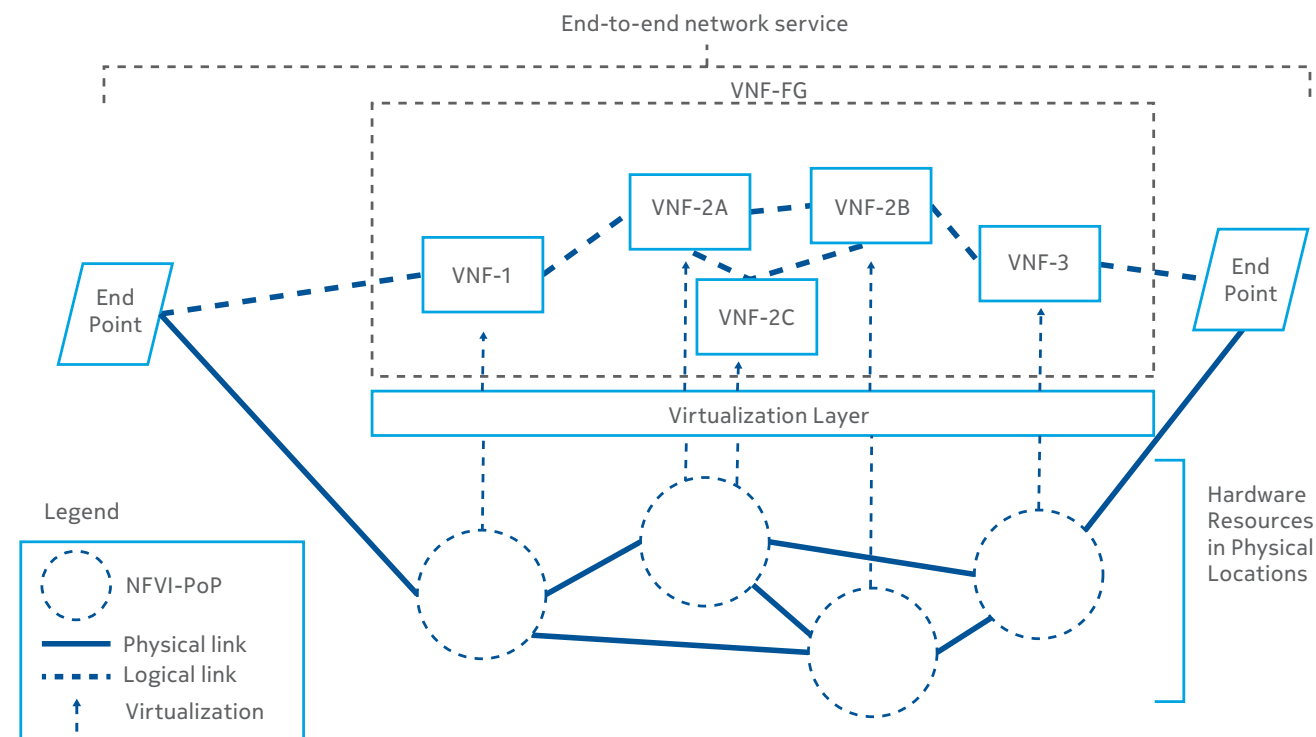 End-to-end network service
VNF-FG
VNF-2A
VNF-2B
VNF-1
VNF-3
VNF-2C
End
Point
End
Point
Virtualization Layer
Hardware
Resources
in Physical
Locations
Legend
NFVI-PoP
Physical link
Logical link
Virtualization